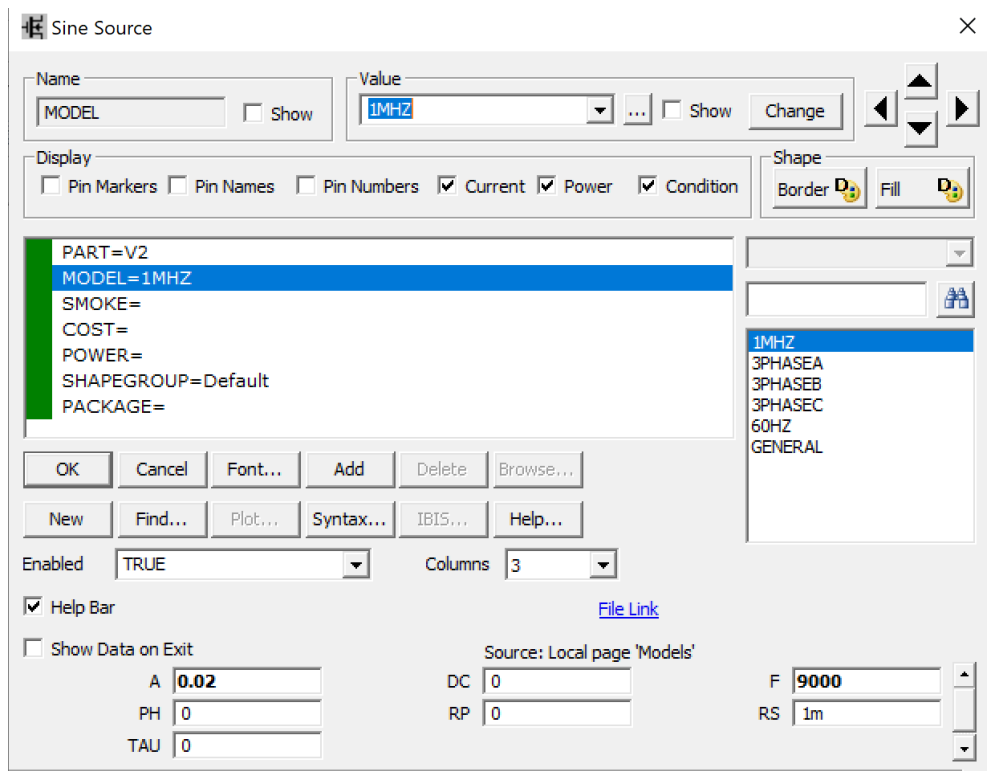 Sine Source
Name
Value
MODEL
Show
1MHZ
...
Show
Change
Display
Pin Markers
Pin Names
Pin Numbers
Current
Power
Condition
Shape
Border
Fill
PART=V2
MODEL=1MHZ
SMOKE=
COST=
POWER=
SHAPEGROUP=Default
PACKAGE=
1MHZ
3PHASEA
3PHASEB
3PHASEC
60HZ
GENERAL
OK
Cancel
Font...
Add
Delete
Browse...
New
Find...
Plot...
Syntax...
IBIS...
Help...
Enabled
TRUE
Columns
3
Help Bar
File Link
Show Data on Exit
Source: Local page 'Models'
A 0.02
DC 0
F 9000
PH 0
RP 0
RS 1m
TAU 0